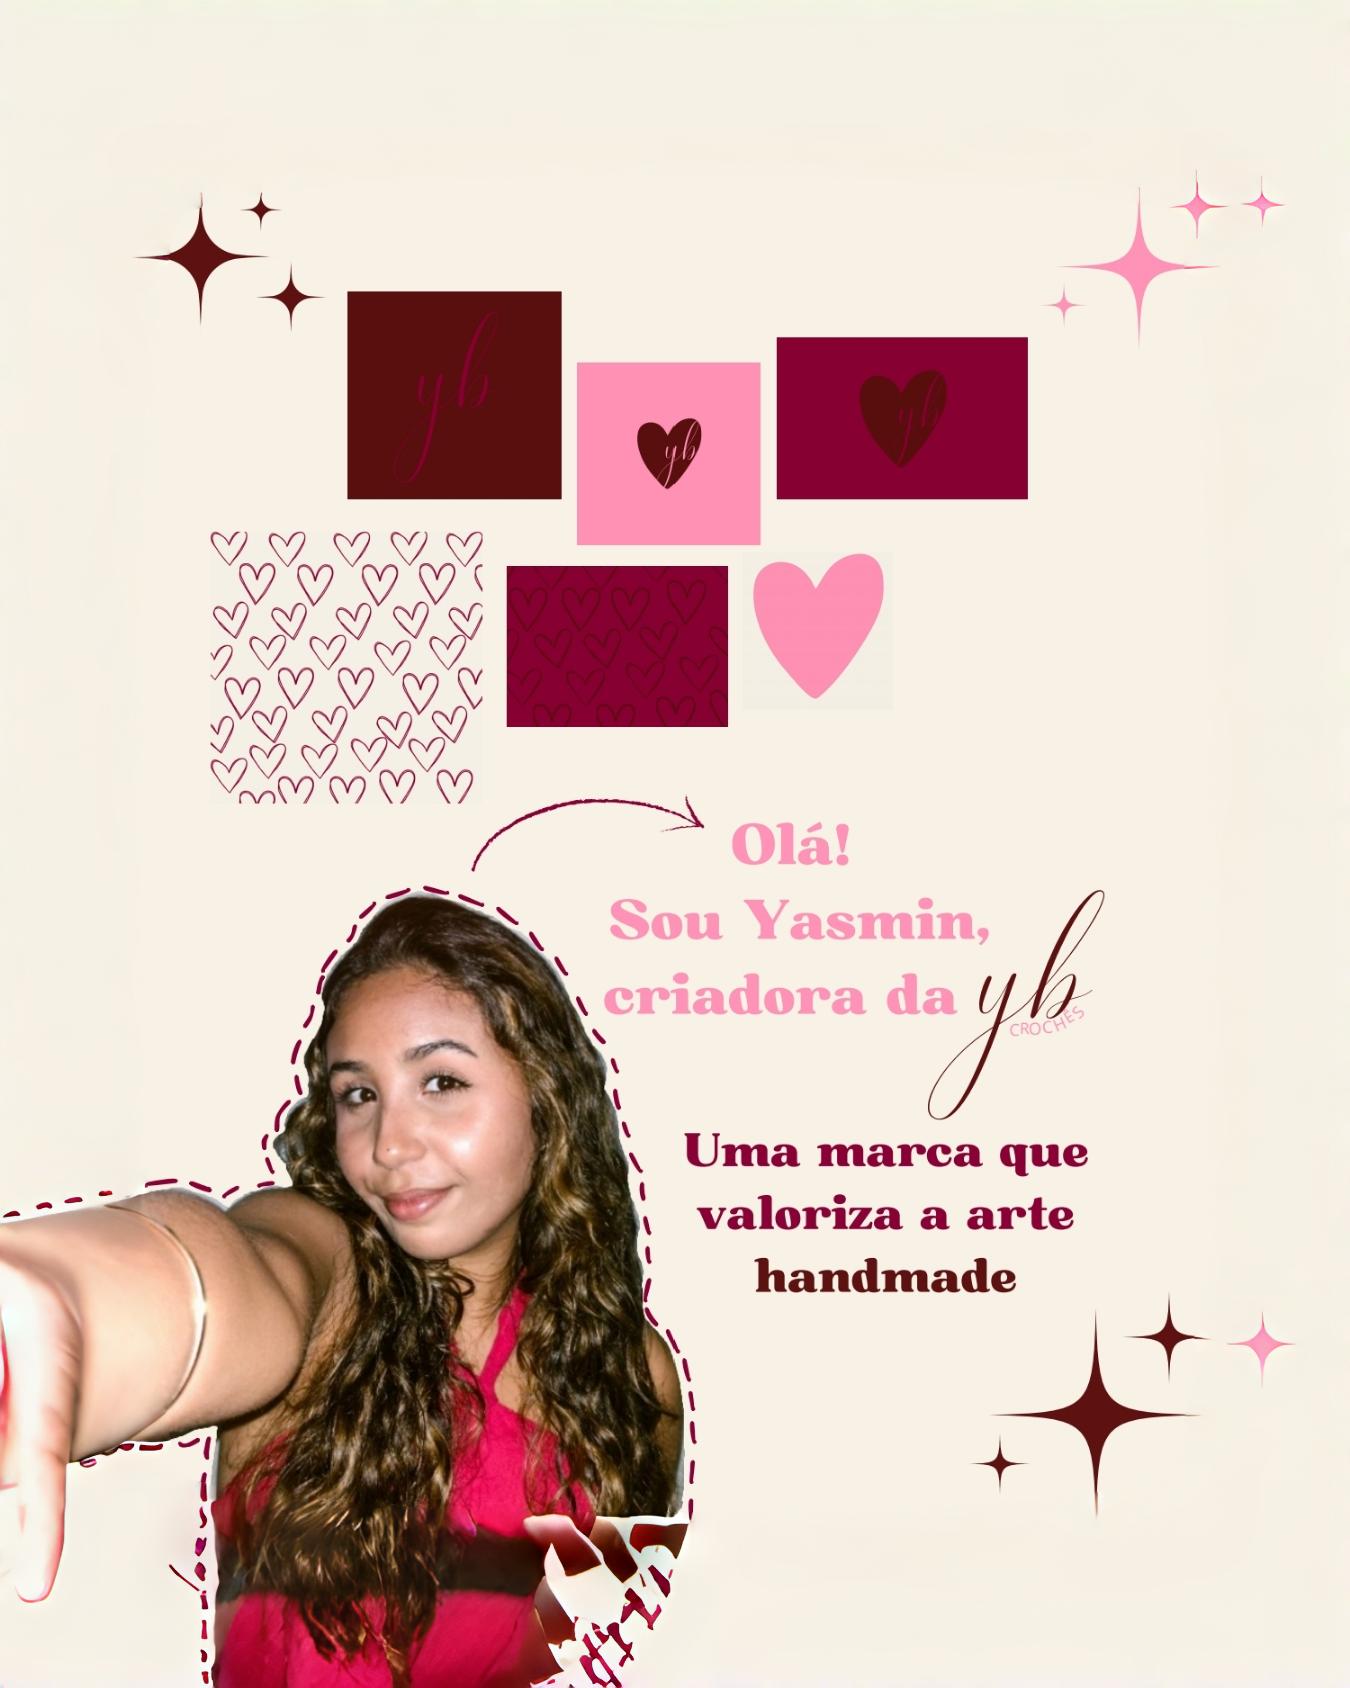 yb
yb
yb
Olá!
Sou Yasmin,
criadora da yb
CROCHÊS
Uma marca que
valoriza a arte
handmade